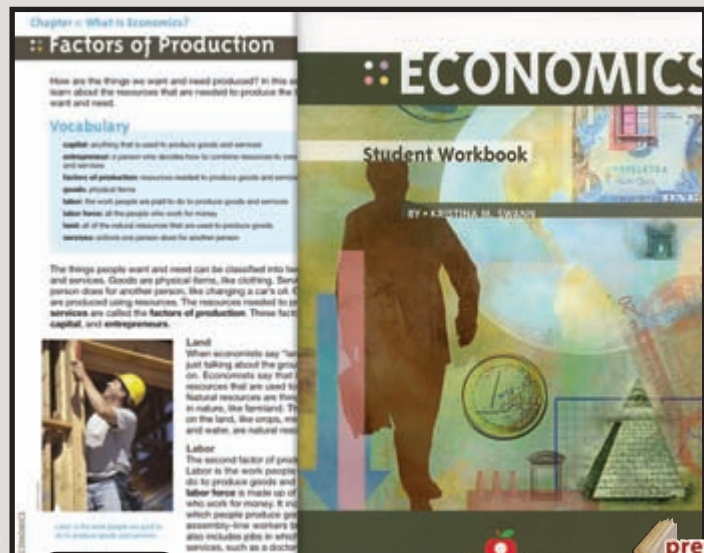 Chapter 1: What Is Economics?
Factors of Production
How are the things we want and need produced? In this
learn about the resources that are needed to produce the
want and need.
Vocabulary
capital: anything that is used to produce goods and services
entrepreneur: a person who decides how to combine resources to
and services
factors of production: resources needed to produce goods and services
goods: physical items
labor: the work people are paid to do to produce goods and services
labor force: all the people who work for money
land: all of the natural resources that are used to produce goods
services: actions one person does for another person
The things people want and need can be classified into
and services. Goods are physical items, like clothing.
person does for another person, like changing a car's oil.
are produced using resources. The resources needed to
services are called the factors of production. These
capital, and entrepreneurs.
Land
When economists say
just talking about the
on. Economists say that
resources that are used to
Natural resources are
in nature, like farmland.
on the land, like crops,
and water, are natural
Labor
The second factor of
Labor is the work people
do to produce goods and
labor force is made up of
who work for money. It
which people produce
assembly-line workers
also includes jobs in which
services, such as a doctor
Labor is the work people are paid to
do to produce goods and services.
ECONOMICS
ECONOMICS
Student Workbook
BY • KRISTINA M. SWANN
pre